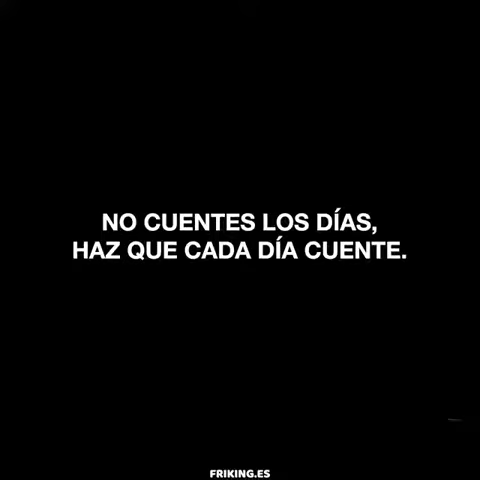 NO CUENTES LOS DÍAS,
HAZ QUE CADA DÍA CUENTE.
FRIKING.ES